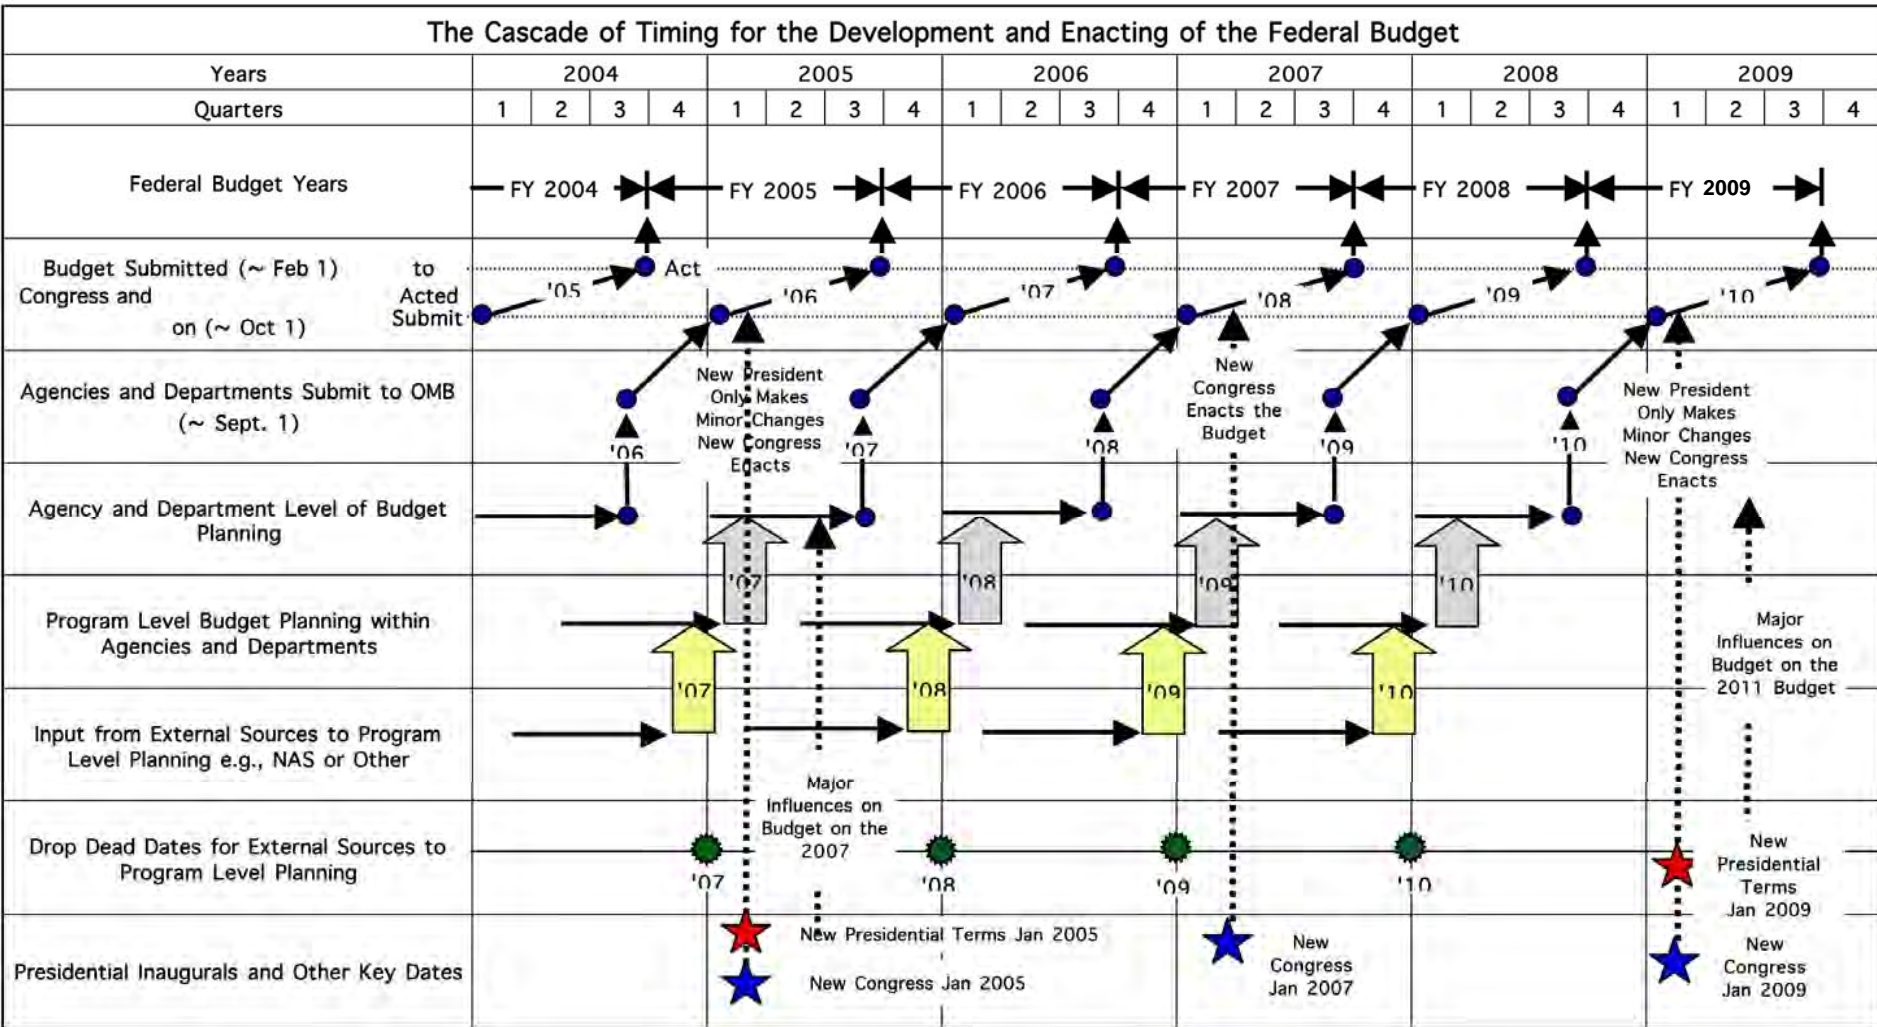 The Cascade of Timing for the Development and Enacting of the Federal Budget
Years
2004 2005 2006 2007 2008 2009
Quarters
1 2 3 4 1 2 3 4 1 2 3 4 1 2 3 4 1 2 3 4 1 2 3 4
Federal Budget Years
FY 2004 FY 2005 FY 2006 FY 2007 FY 2008 FY 2009
Budget Submitted (~ Feb 1) to
Congress and Acted
on (~ Oct 1) Submit
Act
'05 '06 '07 '08 '09 '10
Agencies and Departments Submit to OMB
(~ Sept. 1)
'06 '07 '08 '09 '10
New President
Only Makes
Minor Changes
New Congress
Enacts
New
Congress
Enacts the
Budget
New President
Only Makes
Minor Changes
New Congress
Enacts
Agency and Department Level of Budget
Planning
'07 '08 '09 '10
Program Level Budget Planning within
Agencies and Departments
'07 '08 '09 '10
Major
Influences on
Budget on the
2011 Budget
Input from External Sources to Program
Level Planning e.g., NAS or Other
Major
Influences on
Budget on the
2007
Drop Dead Dates for External Sources to
Program Level Planning
'07 '08 '09 '10
New
Presidential
Terms
Jan 2009
Presidential Inaugurals and Other Key Dates
New Presidential Terms Jan 2005
New Congress Jan 2005
New
Congress
Jan 2007
New
Congress
Jan 2009